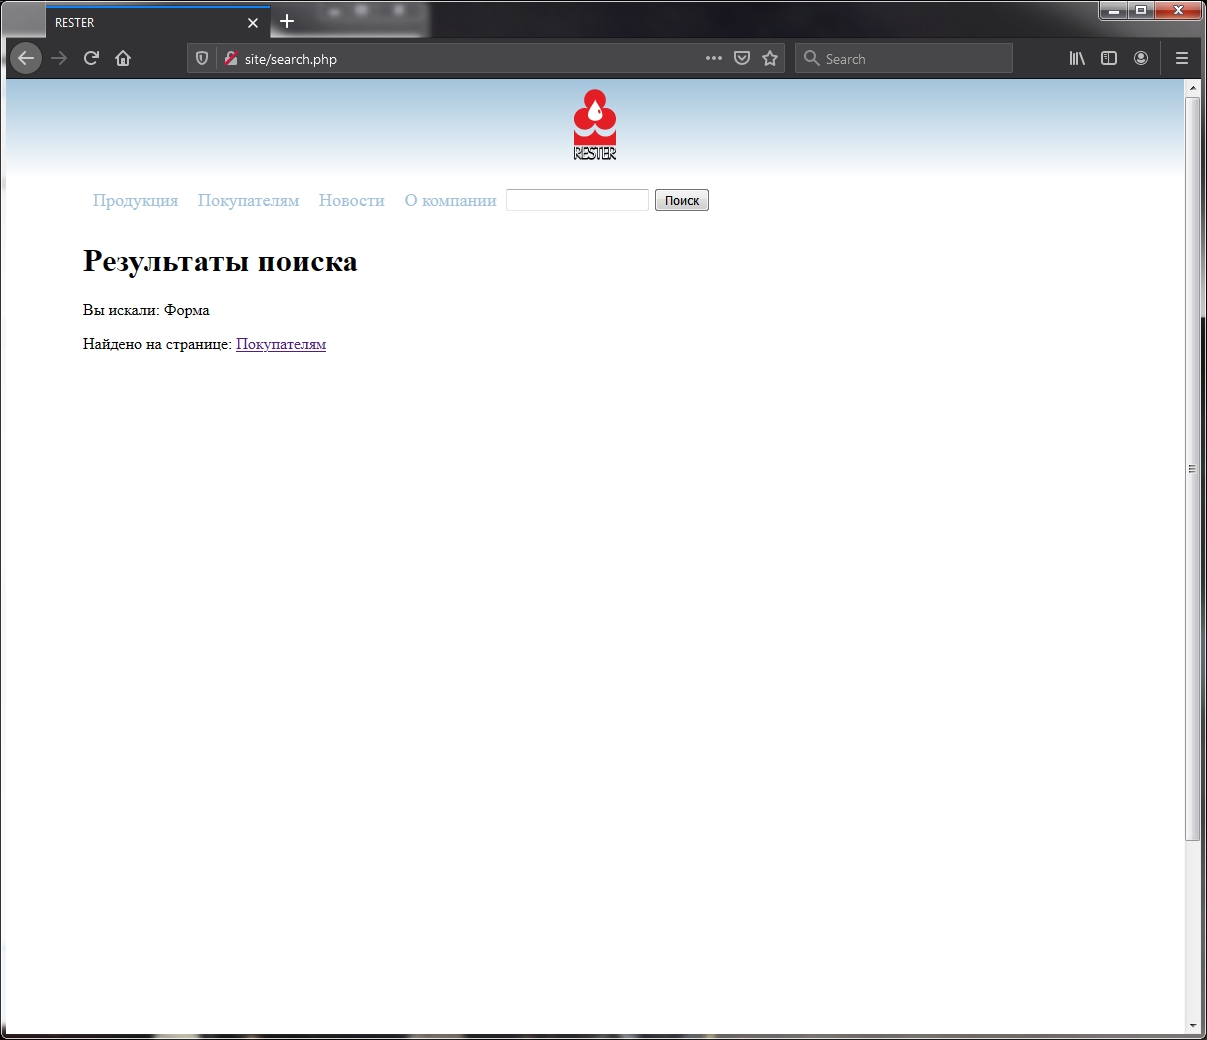 RESTER
site/search.php
Search
RESTER
Продукция Покупателям Новости О компании Поиск
Результаты поиска
Вы искали: Форма
Найдено на странице: Покупателям